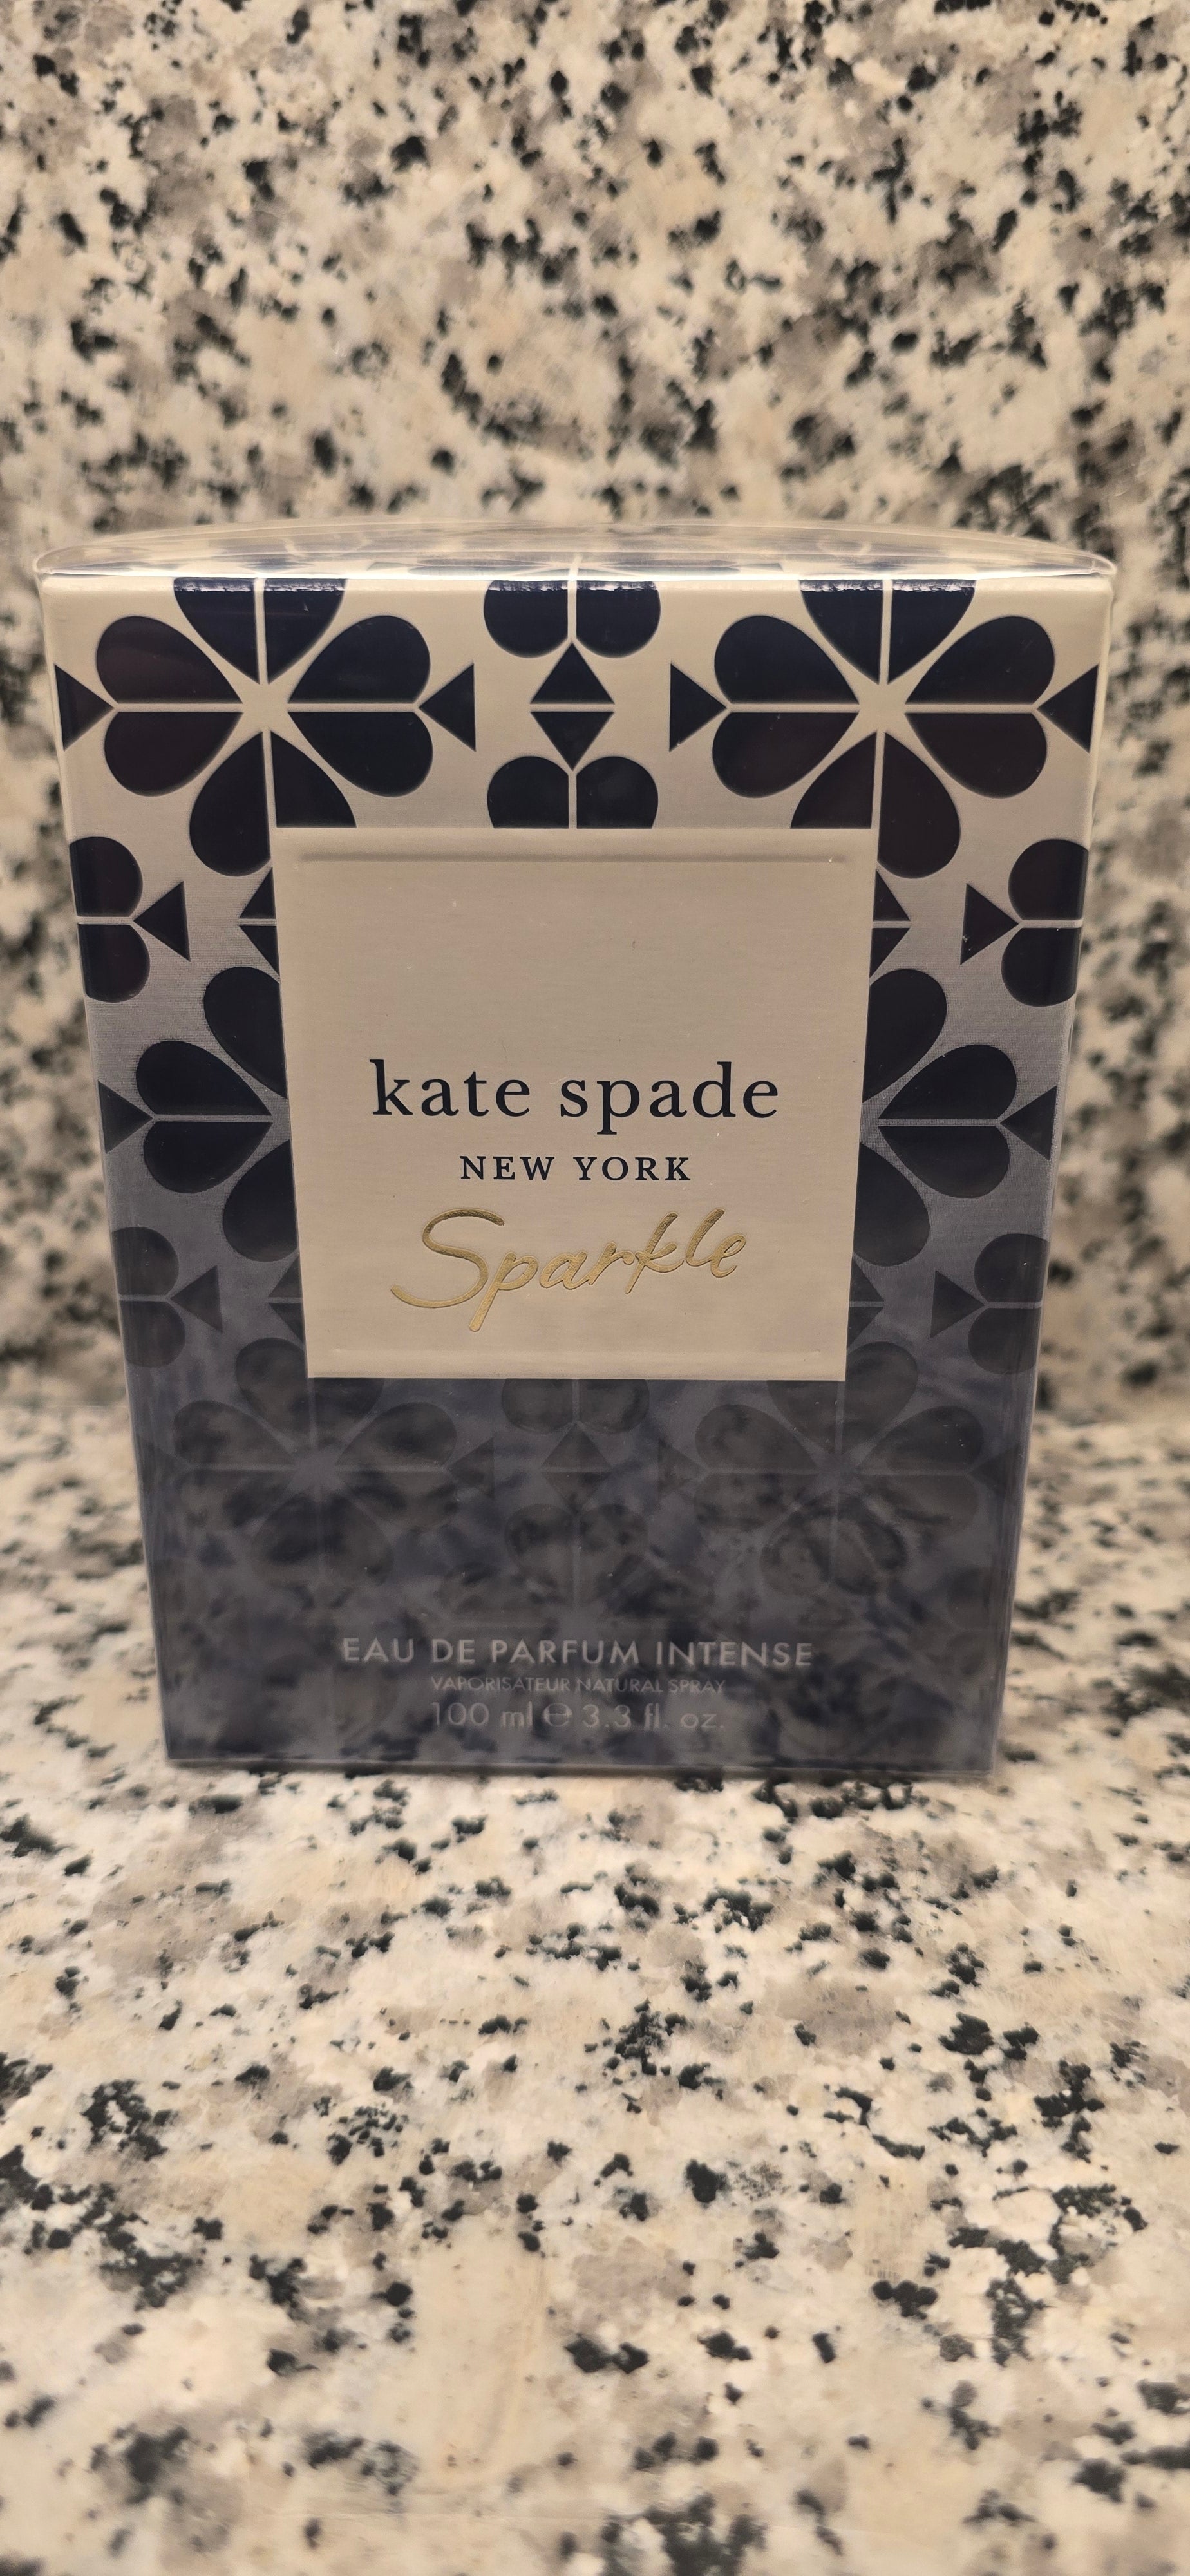 kate spade
NEW YORK
Sparkle
EAU DE PARFUM INTENSE
VAPORISATEUR NATURAL SPRAY
100 ml ℮ 3.3 fl. oz.